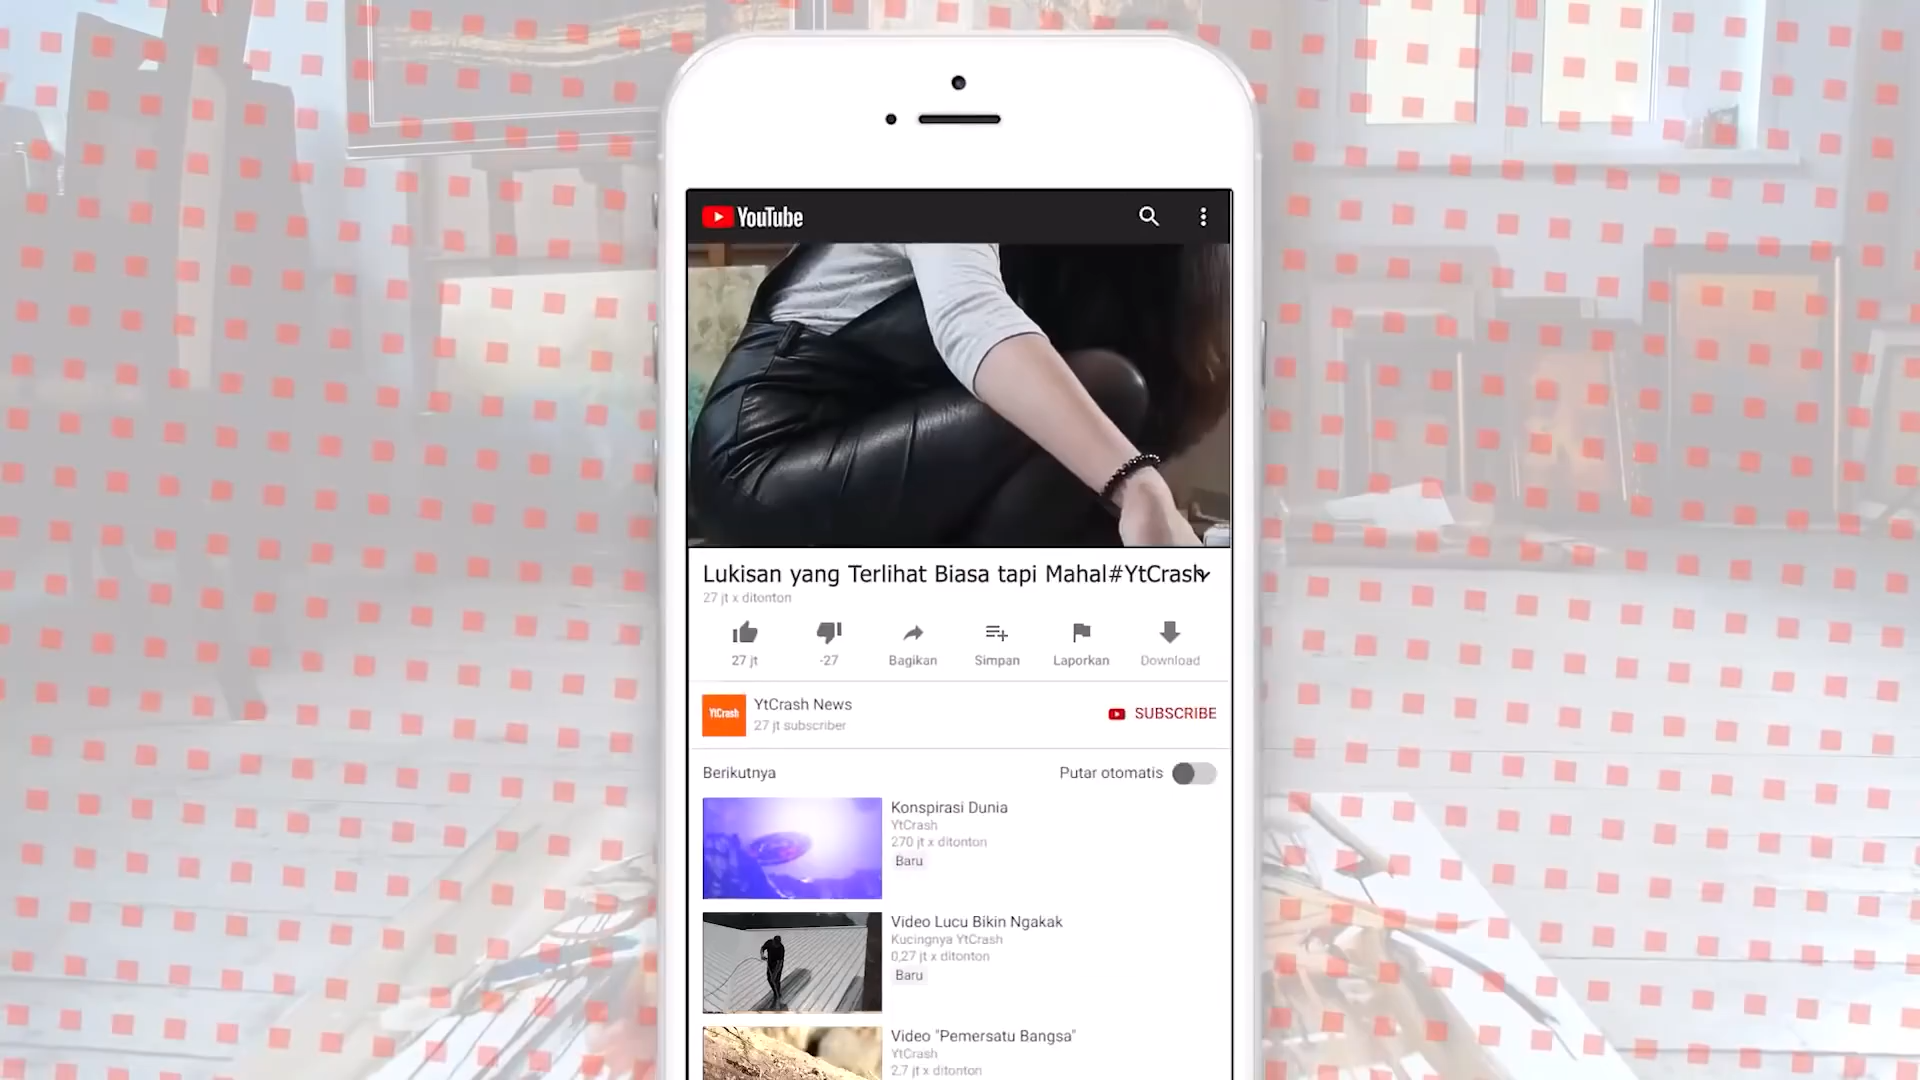 YouTube
Lukisan yang Terlihat Biasa tapi Mahal#YtCrash
27 jt x ditonton
27 jt
-27
Bagikan
Simpan
Laporkan
Download
YtCrash
YtCrash News
27 jt subscriber
SUBSCRIBE
Berikutnya
Putar otomatis
Konspirasi Dunia
YtCrash
270 jt x ditonton
Baru
Video Lucu Bikin Ngakak
Kucingnya YtCrash
0,27 jt x ditonton
Baru
Video "Pemersatu Bangsa"
YtCrash
2,7 jt x ditonton